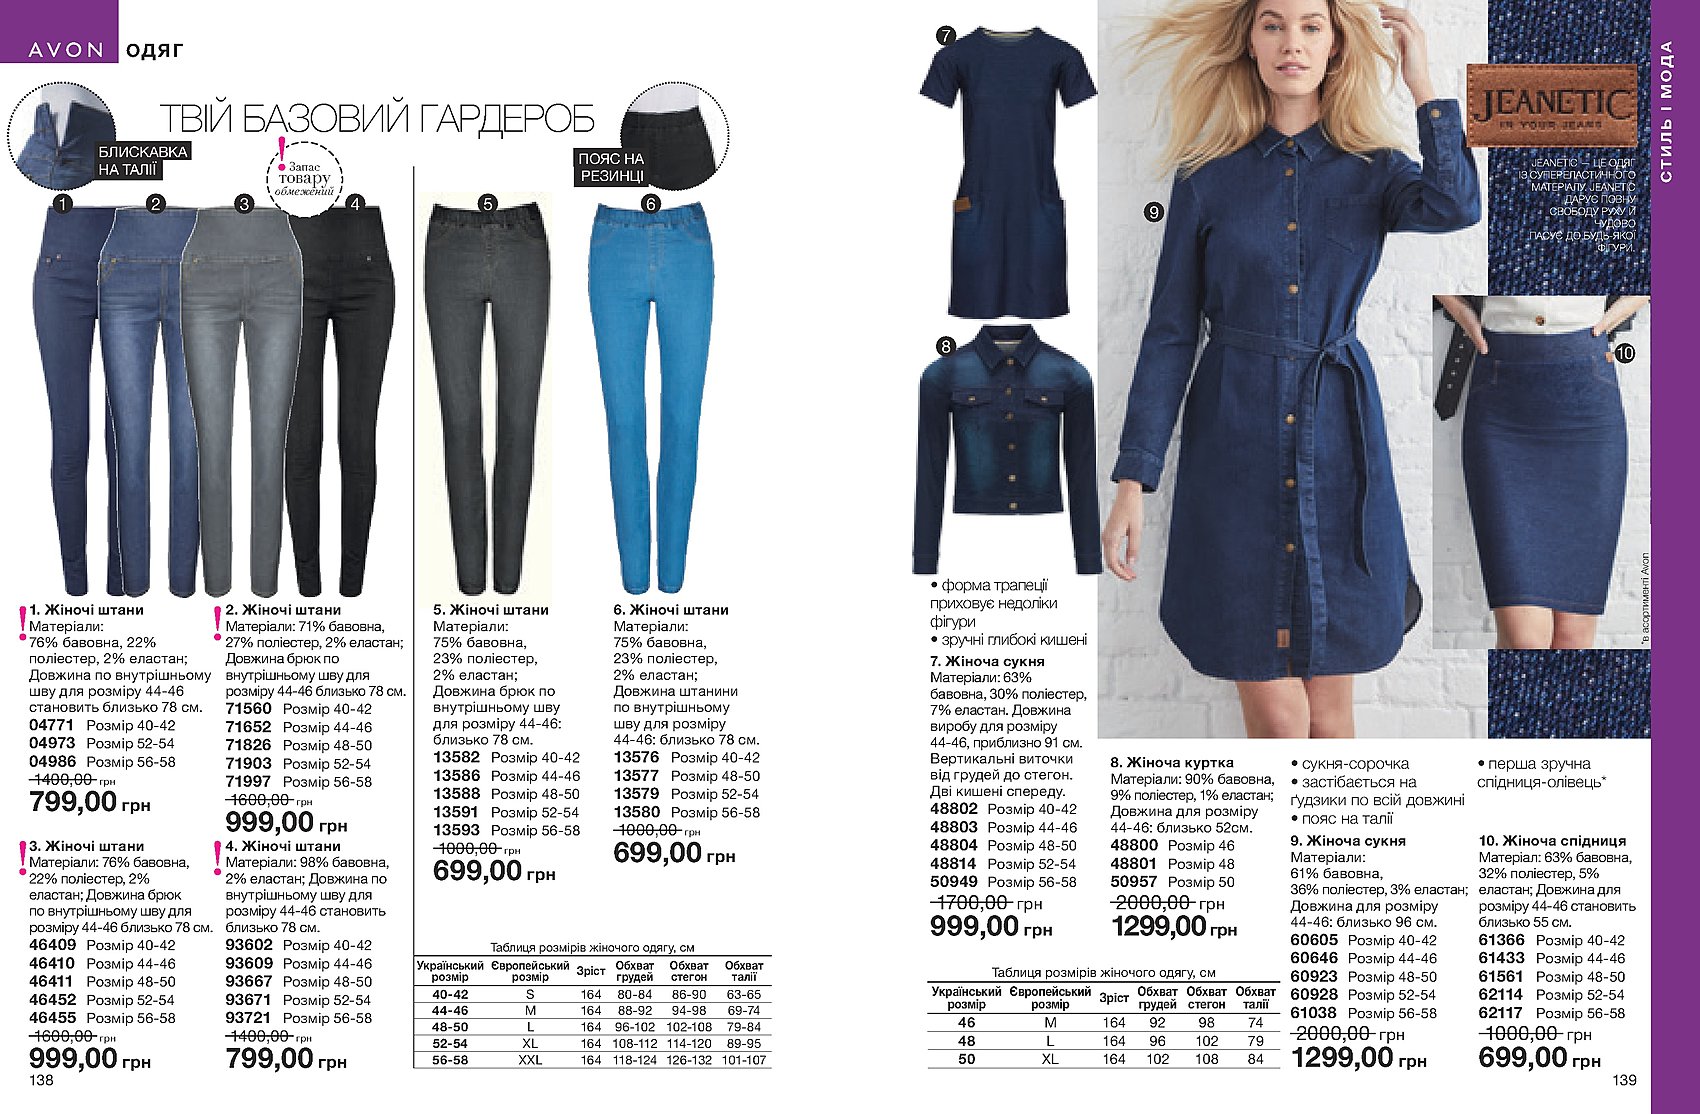 AVON ОДЯГ
ТВІЙ БАЗОВИЙ ГАРДЕРОБ
БЛИСКАВКА
НА ТАЛІЇ
! Запас
товару
обмежений
ПОЯС НА
РЕЗИНЦІ
1
2
3
4
5
6
! 1. Жіночі штани
Матеріали:
76% бавовна, 22%
поліестер, 2% еластан;
Довжина по внутрішньому
шву для розміру 44-46
становить близько 78 см.
04771 Розмір 40-42
04973 Розмір 52-54
04986 Розмір 56-58
1400,00 грн
799,00 грн
! 2. Жіночі штани
Матеріали: 71% бавовна,
27% поліестер, 2% еластан;
Довжина брюк по
внутрішньому шву для
розміру 44-46 близько 78 см.
71560 Розмір 40-42
71652 Розмір 44-46
71826 Розмір 48-50
71903 Розмір 52-54
71997 Розмір 56-58
1600,00 грн
999,00 грн
! 3. Жіночі штани
Матеріали: 76% бавовна,
22% поліестер, 2%
еластан; Довжина брюк
по внутрішньому шву для
розміру 44-46 близько 78 см.
46409 Розмір 40-42
46410 Розмір 44-46
46411 Розмір 48-50
46452 Розмір 52-54
46455 Розмір 56-58
1600,00 грн
999,00 грн
! 4. Жіночі штани
Матеріали: 98% бавовна,
2% еластан; Довжина по
внутрішньому шву для
розміру 44-46 становить
близько 78 см.
93602 Розмір 40-42
93609 Розмір 44-46
93667 Розмір 48-50
93671 Розмір 52-54
93721 Розмір 56-58
1400,00 грн
799,00 грн
5. Жіночі штани
Матеріали:
75% бавовна,
23% поліестер,
2% еластан;
Довжина брюк по
внутрішньому шву
для розміру 44-46:
близько 78 см.
13582 Розмір 40-42
13586 Розмір 44-46
13588 Розмір 48-50
13591 Розмір 52-54
13593 Розмір 56-58
1000,00 грн
699,00 грн
6. Жіночі штани
Матеріали:
75% бавовна,
23% поліестер,
2% еластан;
Довжина штанини
по внутрішньому
шву для розміру
44-46: близько 78 см.
13576 Розмір 40-42
13577 Розмір 48-50
13579 Розмір 52-54
13580 Розмір 56-58
1000,00 грн
699,00 грн
Таблиця розмірів жіночого одягу, см
Український розмір Європейський розмір Зріст Обхват грудей Обхват стегон Обхват талії
40-42 S 164 80-84 86-90 63-65
44-46 M 164 88-92 94-98 69-74
48-50 L 164 96-102 102-108 79-84
52-54 XL 164 108-112 114-120 89-95
56-58 XXL 164 118-124 126-132 101-107
138
7
8
9
10
JEANETIC
IN YOUR JEANS
JEANETIC – ЦЕ ОДЯГ
ІЗ СУПЕРЕЛАСТИЧНОГО
МАТЕРІАЛУ. JEANETIC
ДАРУЄ ПОВНУ
СВОБОДУ РУХУ Й
ЧУДОВО
ПАСУЄ ДО БУДЬ-ЯКОЇ
ФІГУРИ.
СТИЛЬ І МОДА
*в асортименті Avon
• форма трапеції
приховує недоліки
фігури
• зручні глибокі кишені
7. Жіноча сукня
Матеріали: 63%
бавовна, 30% поліестер,
7% еластан. Довжина
виробу для розміру
44-46, приблизно 91 см.
Вертикальні виточки
від грудей до стегон.
Дві кишені спереду.
48802 Розмір 40-42
48803 Розмір 44-46
48804 Розмір 48-50
48814 Розмір 52-54
50949 Розмір 56-58
1700,00 грн
999,00 грн
8. Жіноча куртка
Матеріали: 90% бавовна,
9% поліестер, 1% еластан;
Довжина для розміру
44-46: близько 52см.
48800 Розмір 46
48801 Розмір 48
50957 Розмір 50
2000,00 грн
1299,00 грн
• сукня-сорочка
• застібається на
ґудзики по всій довжині
• пояс на талії
9. Жіноча сукня
Матеріали:
61% бавовна,
36% поліестер, 3% еластан;
Довжина для розміру
44-46: близько 96 см.
60605 Розмір 40-42
60646 Розмір 44-46
60923 Розмір 48-50
60928 Розмір 52-54
61038 Розмір 56-58
2000,00 грн
1299,00 грн
• перша зручна
спідниця-олівець*
10. Жіноча спідниця
Матеріал: 63% бавовна,
32% поліестер, 5%
еластан; Довжина для
розміру 44-46 становить
близько 55 см.
61366 Розмір 40-42
61433 Розмір 44-46
61561 Розмір 48-50
62114 Розмір 52-54
62117 Розмір 56-58
1000,00 грн
699,00 грн
Таблиця розмірів жіночого одягу, см
Український розмір Європейський розмір Зріст Обхват грудей Обхват стегон Обхват талії
46 M 164 92 98 74
48 L 164 96 102 79
50 XL 164 102 108 84
139